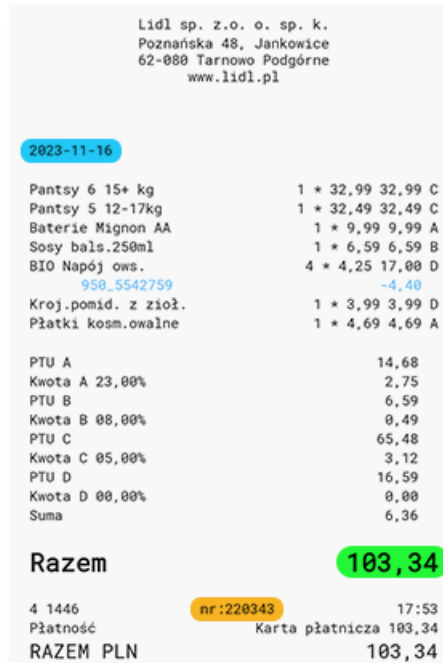 Lidl sp. z.o. o. sp. k.
Poznańska 48, Jankowice
62-080 Tarnowo Podgórne
www.lidl.pl
2023-11-16
Pantsy 6 15+ kg 1 * 32,99 32,99 C
Pantsy 5 12-17kg 1 * 32,49 32,49 C
Baterie Mignon AA 1 * 9,99 9,99 A
Sosy bals.250ml 1 * 6,59 6,59 B
BIO Napój ows. 4 * 4,25 17,00 D
950_5542759 -4,40
Kroj.pomid. z zioł. 1 * 3,99 3,99 D
Płatki kosm.owalne 1 * 4,69 4,69 A
PTU A 14,68
Kwota A 23,00% 2,75
PTU B 6,59
Kwota B 08,00% 0,49
PTU C 65,48
Kwota C 05,00% 3,12
PTU D 16,59
Kwota D 00,00% 0,00
Suma 6,36
Razem 103,34
4 1446 nr:220343 17:53
Płatność Karta płatnicza 103,34
RAZEM PLN 103,34